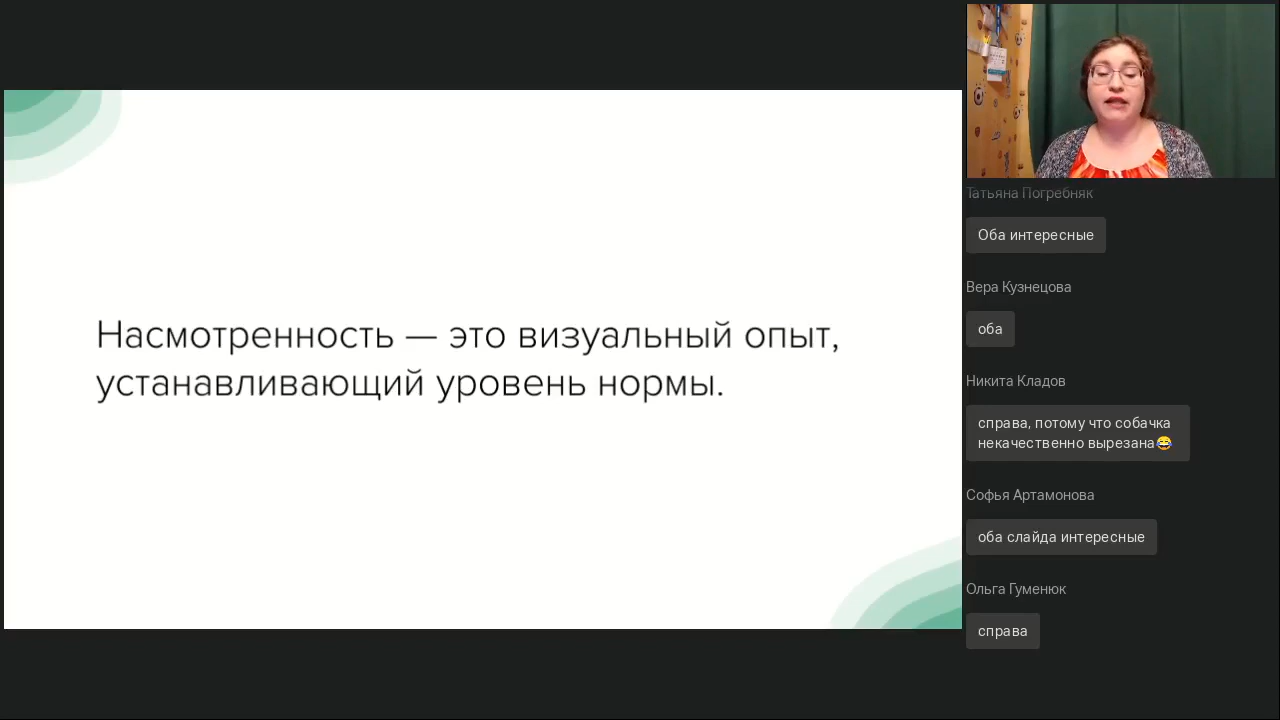 Насмотренность — это визуальный опыт,
устанавливающий уровень нормы.
Татьяна Погребняк
Оба интересные
Вера Кузнецова
оба
Никита Кладов
справа, потому что собачка
некачественно вырезана😂
Софья Артамонова
оба слайда интересные
Ольга Гуменюк
справа